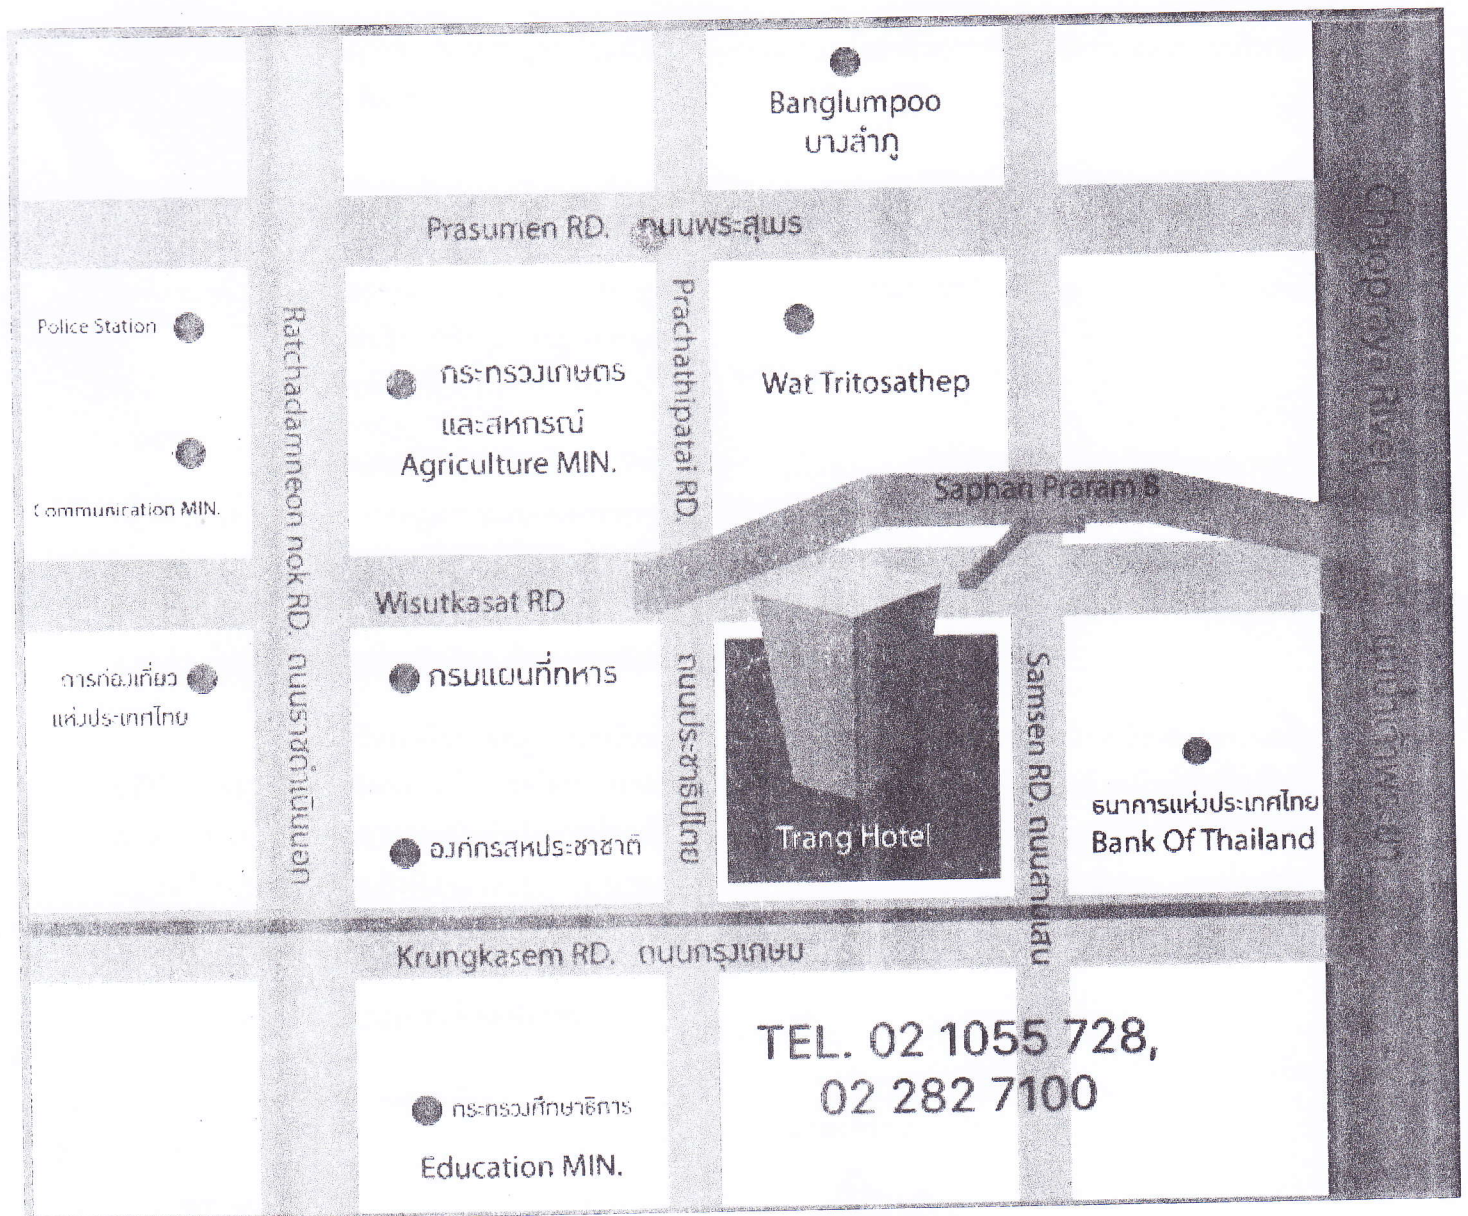 Banglumpoo
บางลำภู
Prasumen RD. ถนนพระสุเมร
Police Station
Communication MIN.
Ratchadamneon nok RD. ถนนราชดำเนินนอก
กระทรวงเกษตร
และสหกรณ์
Agriculture MIN.
Prachathipatai RD.
ถนนประชาธิปไตย
Wat Tritosathep
Saphan Praram 8
Chaopraya River
Wisutkasat RD
การท่องเที่ยว
แห่งประเทศไทย
กรมแผนที่ทหาร
องค์กรสหประชาชาติ
Trang Hotel
Samsen RD. ถนนสามเสน
ธนาคารแห่งประเทศไทย
Bank Of Thailand
Krungkasem RD. ถนนกรุงเกษม
TEL. 02 1055 728,
02 282 7100
กระทรวงศึกษาธิการ
Education MIN.